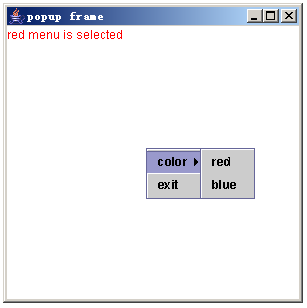 popup frame
red menu is selected
color red
exit blue